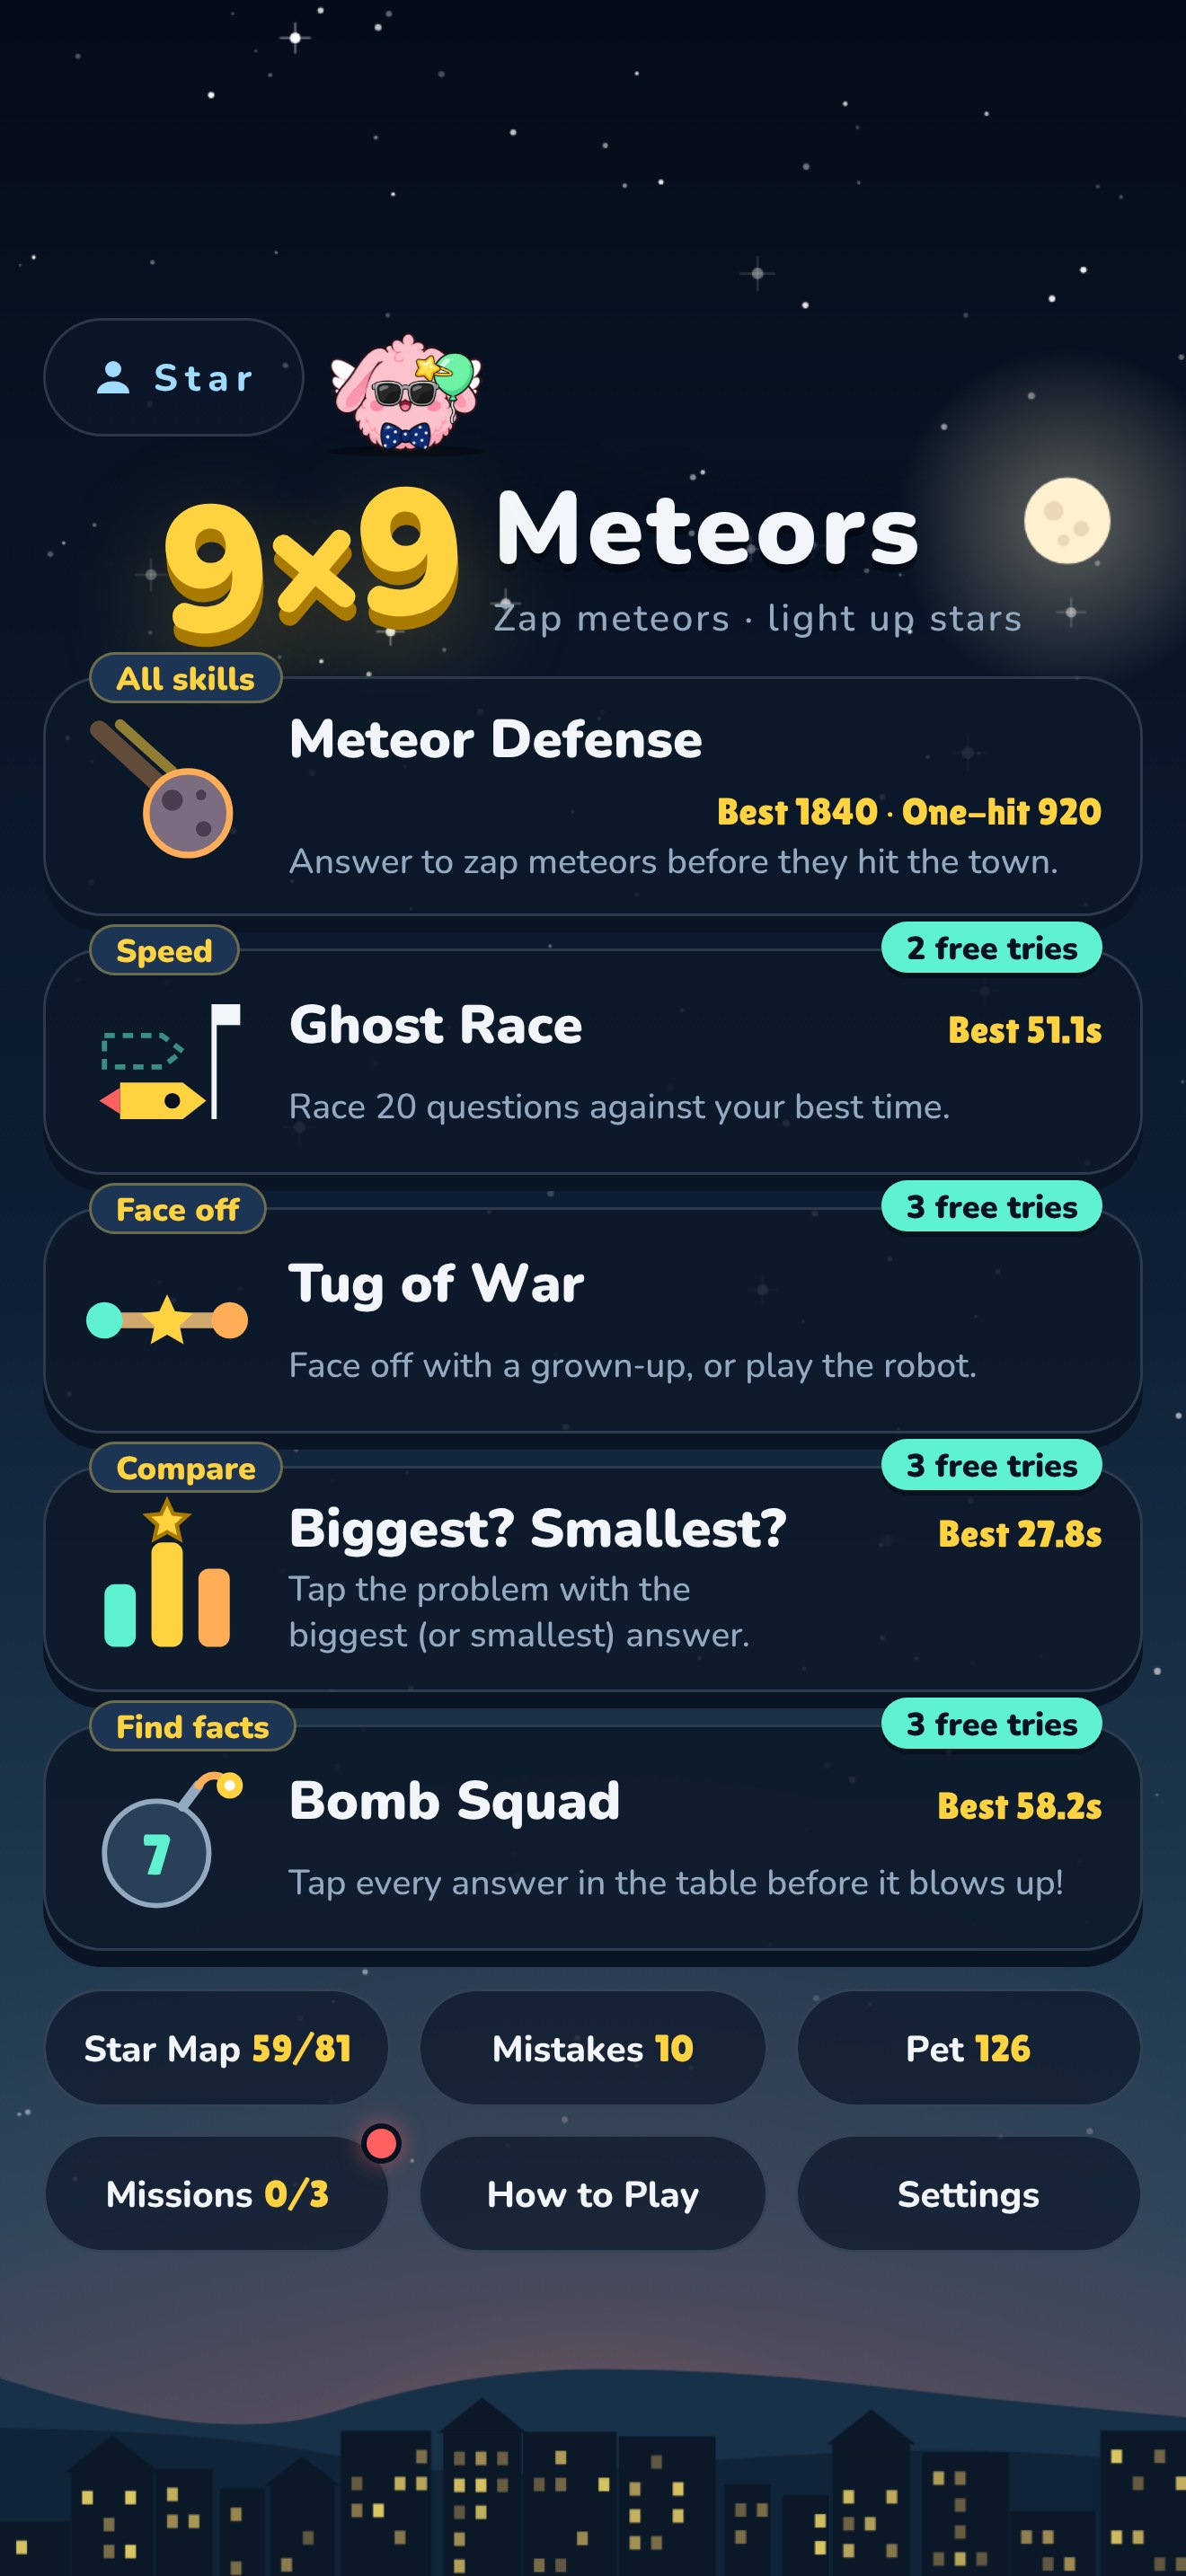 Star
9×9 Meteors
Zap meteors · light up stars
All skills
Meteor Defense
Best 1840 · One-hit 920
Answer to zap meteors before they hit the town.
Speed
2 free tries
Ghost Race
Best 51.1s
Race 20 questions against your best time.
Face off
3 free tries
Tug of War
Face off with a grown-up, or play the robot.
Compare
3 free tries
Biggest? Smallest?
Best 27.8s
Tap the problem with the
biggest (or smallest) answer.
Find facts
3 free tries
Bomb Squad
Best 58.2s
7
Tap every answer in the table before it blows up!
Star Map 59/81
Mistakes 10
Pet 126
Missions 0/3
How to Play
Settings